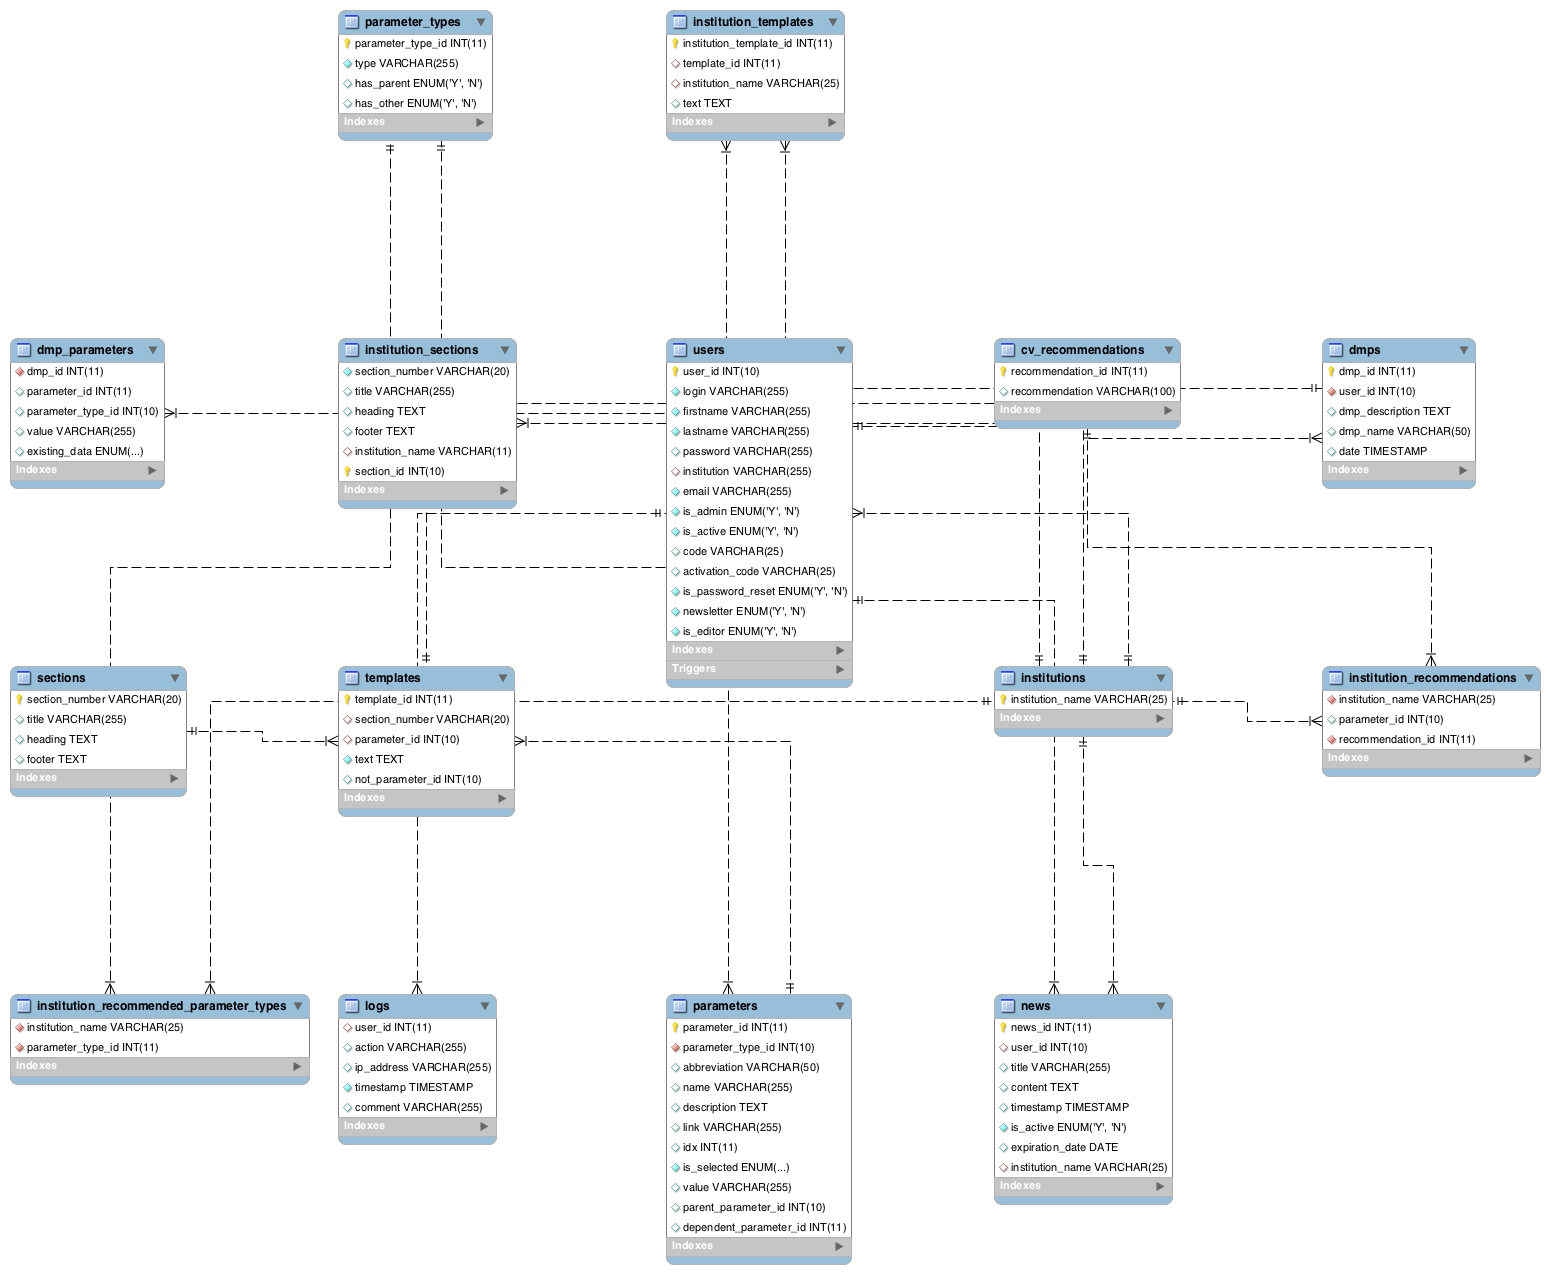 parameter_types
parameter_type_id INT(11)
type VARCHAR(255)
has_parent ENUM('Y', 'N')
has_other ENUM('Y', 'N')
Indexes
institution_templates
institution_template_id INT(11)
template_id INT(11)
institution_name VARCHAR(25)
text TEXT
Indexes
dmp_parameters
dmp_id INT(11)
parameter_id INT(11)
parameter_type_id INT(10)
value VARCHAR(255)
existing_data ENUM(...)
Indexes
institution_sections
section_number VARCHAR(20)
title VARCHAR(255)
heading TEXT
footer TEXT
institution_name VARCHAR(11)
section_id INT(10)
Indexes
users
user_id INT(10)
login VARCHAR(255)
firstname VARCHAR(255)
lastname VARCHAR(255)
password VARCHAR(255)
institution VARCHAR(255)
email VARCHAR(255)
is_admin ENUM('Y', 'N')
is_active ENUM('Y', 'N')
code VARCHAR(25)
activation_code VARCHAR(25)
is_password_reset ENUM('Y', 'N')
newsletter ENUM('Y', 'N')
is_editor ENUM('Y', 'N')
Indexes
Triggers
cv_recommendations
recommendation_id INT(11)
recommendation VARCHAR(100)
Indexes
dmps
dmp_id INT(11)
user_id INT(10)
dmp_description TEXT
dmp_name VARCHAR(50)
date TIMESTAMP
Indexes
sections
section_number VARCHAR(20)
title VARCHAR(255)
heading TEXT
footer TEXT
Indexes
templates
template_id INT(11)
section_number VARCHAR(20)
parameter_id INT(10)
text TEXT
not_parameter_id INT(10)
Indexes
institutions
institution_name VARCHAR(25)
Indexes
institution_recommendations
institution_name VARCHAR(25)
parameter_id INT(10)
recommendation_id INT(11)
Indexes
institution_recommended_parameter_types
institution_name VARCHAR(25)
parameter_type_id INT(11)
Indexes
logs
user_id INT(11)
action VARCHAR(255)
ip_address VARCHAR(255)
timestamp TIMESTAMP
comment VARCHAR(255)
Indexes
parameters
parameter_id INT(11)
parameter_type_id INT(10)
abbreviation VARCHAR(50)
name VARCHAR(255)
description TEXT
link VARCHAR(255)
idx INT(11)
is_selected ENUM(...)
value VARCHAR(255)
parent_parameter_id INT(10)
dependent_parameter_id INT(11)
Indexes
news
news_id INT(11)
user_id INT(10)
title VARCHAR(255)
content TEXT
timestamp TIMESTAMP
is_active ENUM('Y', 'N')
expiration_date DATE
institution_name VARCHAR(25)
Indexes